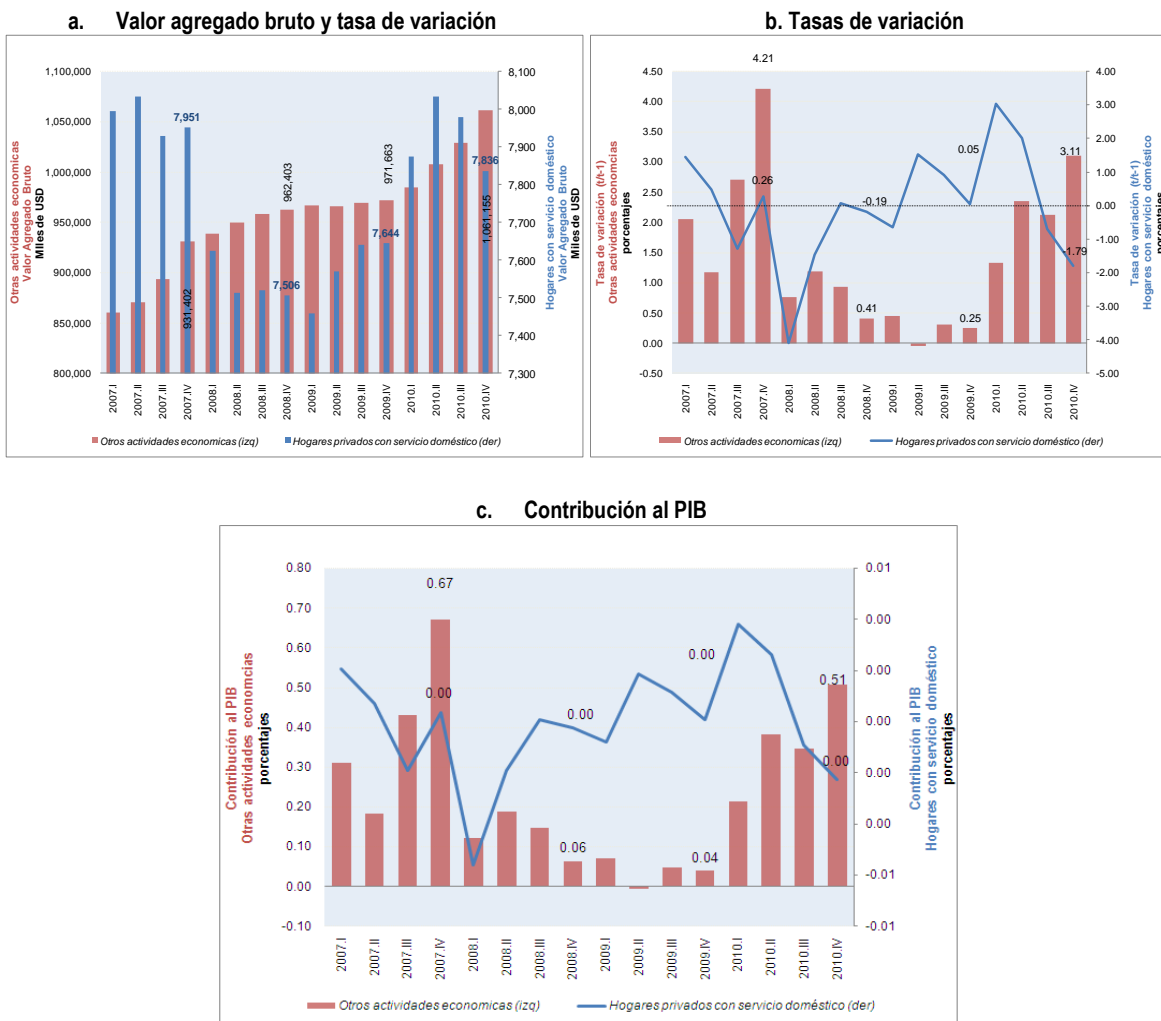 a. Valor agregado bruto y tasa de variación
Otras actividades economicas
Valor Agregado Bruto
Miles de USD
1,100,000
1,050,000
1,000,000
950,000
900,000
850,000
800,000
8,100
8,000
7,900
7,800
7,700
7,600
7,500
7,400
7,300
Hogares con servicio doméstico
Valor Agregado Bruto
Miles de USD
7,951
931,402
962,403
7,506
971,663
7,644
7,836
1,061,155
2007.I
2007.II
2007.III
2007.IV
2008.I
2008.II
2008.III
2008.IV
2009.I
2009.II
2009.III
2009.IV
2010.I
2010.II
2010.III
2010.IV
Otros actividades economicas (izq)
Hogares privados con servicio doméstico (der)
b. Tasas de variación
Tasa de variación (t/t-1)
Otras actividades economcias
porcentajes
4.50
4.00
3.50
3.00
2.50
2.00
1.50
1.00
0.50
0.00
-0.50
4.00
3.00
2.00
1.00
0.00
-1.00
-2.00
-3.00
-4.00
-5.00
Tasa de variación (t/t-1)
Hogares con servicio doméstico
porcentajes
4.21
0.26
-0.19
0.41
0.05
0.25
3.11
-1.79
2007.I
2007.II
2007.III
2007.IV
2008.I
2008.II
2008.III
2008.IV
2009.I
2009.II
2009.III
2009.IV
2010.I
2010.II
2010.III
2010.IV
Otras actividades economicas (izq)
Hogares privados con servicio doméstico (der)
c. Contribución al PIB
Contribución al PIB
Otras actividades economcias
porcentajes
0.80
0.70
0.60
0.50
0.40
0.30
0.20
0.10
0.00
-0.10
0.01
0.00
0.00
0.00
0.00
0.00
-0.01
-0.01
Contribución al PIB
Hogares con servicio doméstico
porcentajes
0.67
0.00
0.00
0.06
0.00
0.04
0.51
0.00
2007.I
2007.II
2007.III
2007.IV
2008.I
2008.II
2008.III
2008.IV
2009.I
2009.II
2009.III
2009.IV
2010.I
2010.II
2010.III
2010.IV
Otros actividades economicas (izq)
Hogares privados con servicio doméstico (der)